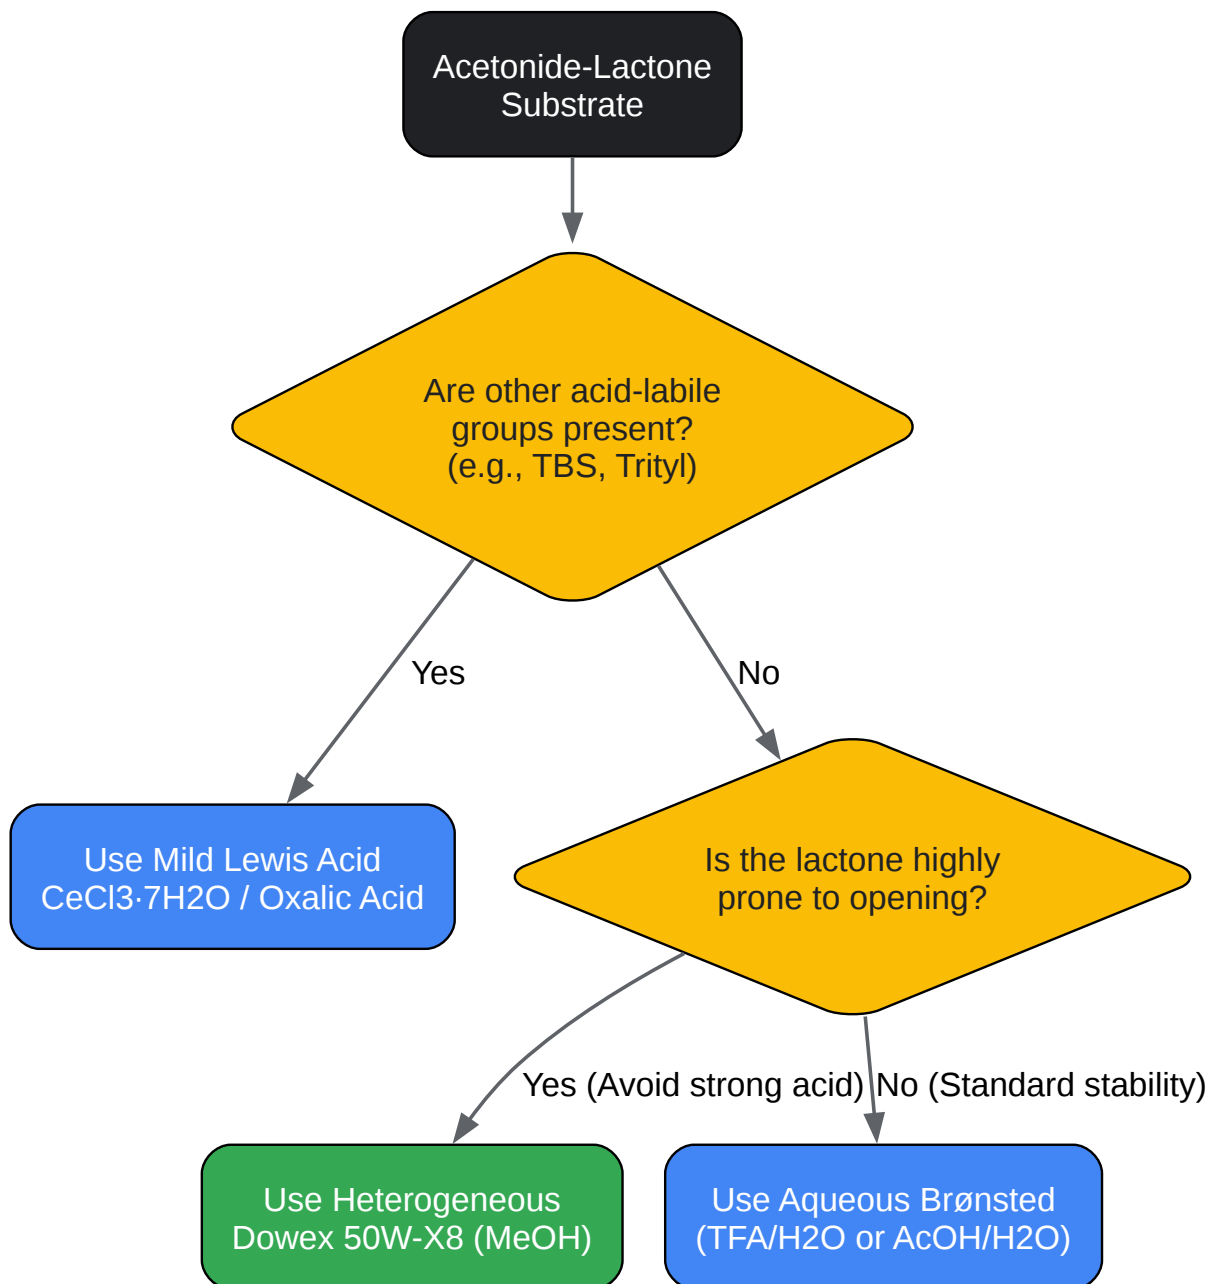 Acetonide-Lactone
Substrate
Are other acid-labile
groups present?
(e.g., TBS, Trityl)
Yes
No
Use Mild Lewis Acid
CeCl3·7H2O / Oxalic Acid
Is the lactone highly
prone to opening?
Yes (Avoid strong acid)
No (Standard stability)
Use Heterogeneous
Dowex 50W-X8 (MeOH)
Use Aqueous Brønsted
(TFA/H2O or AcOH/H2O)